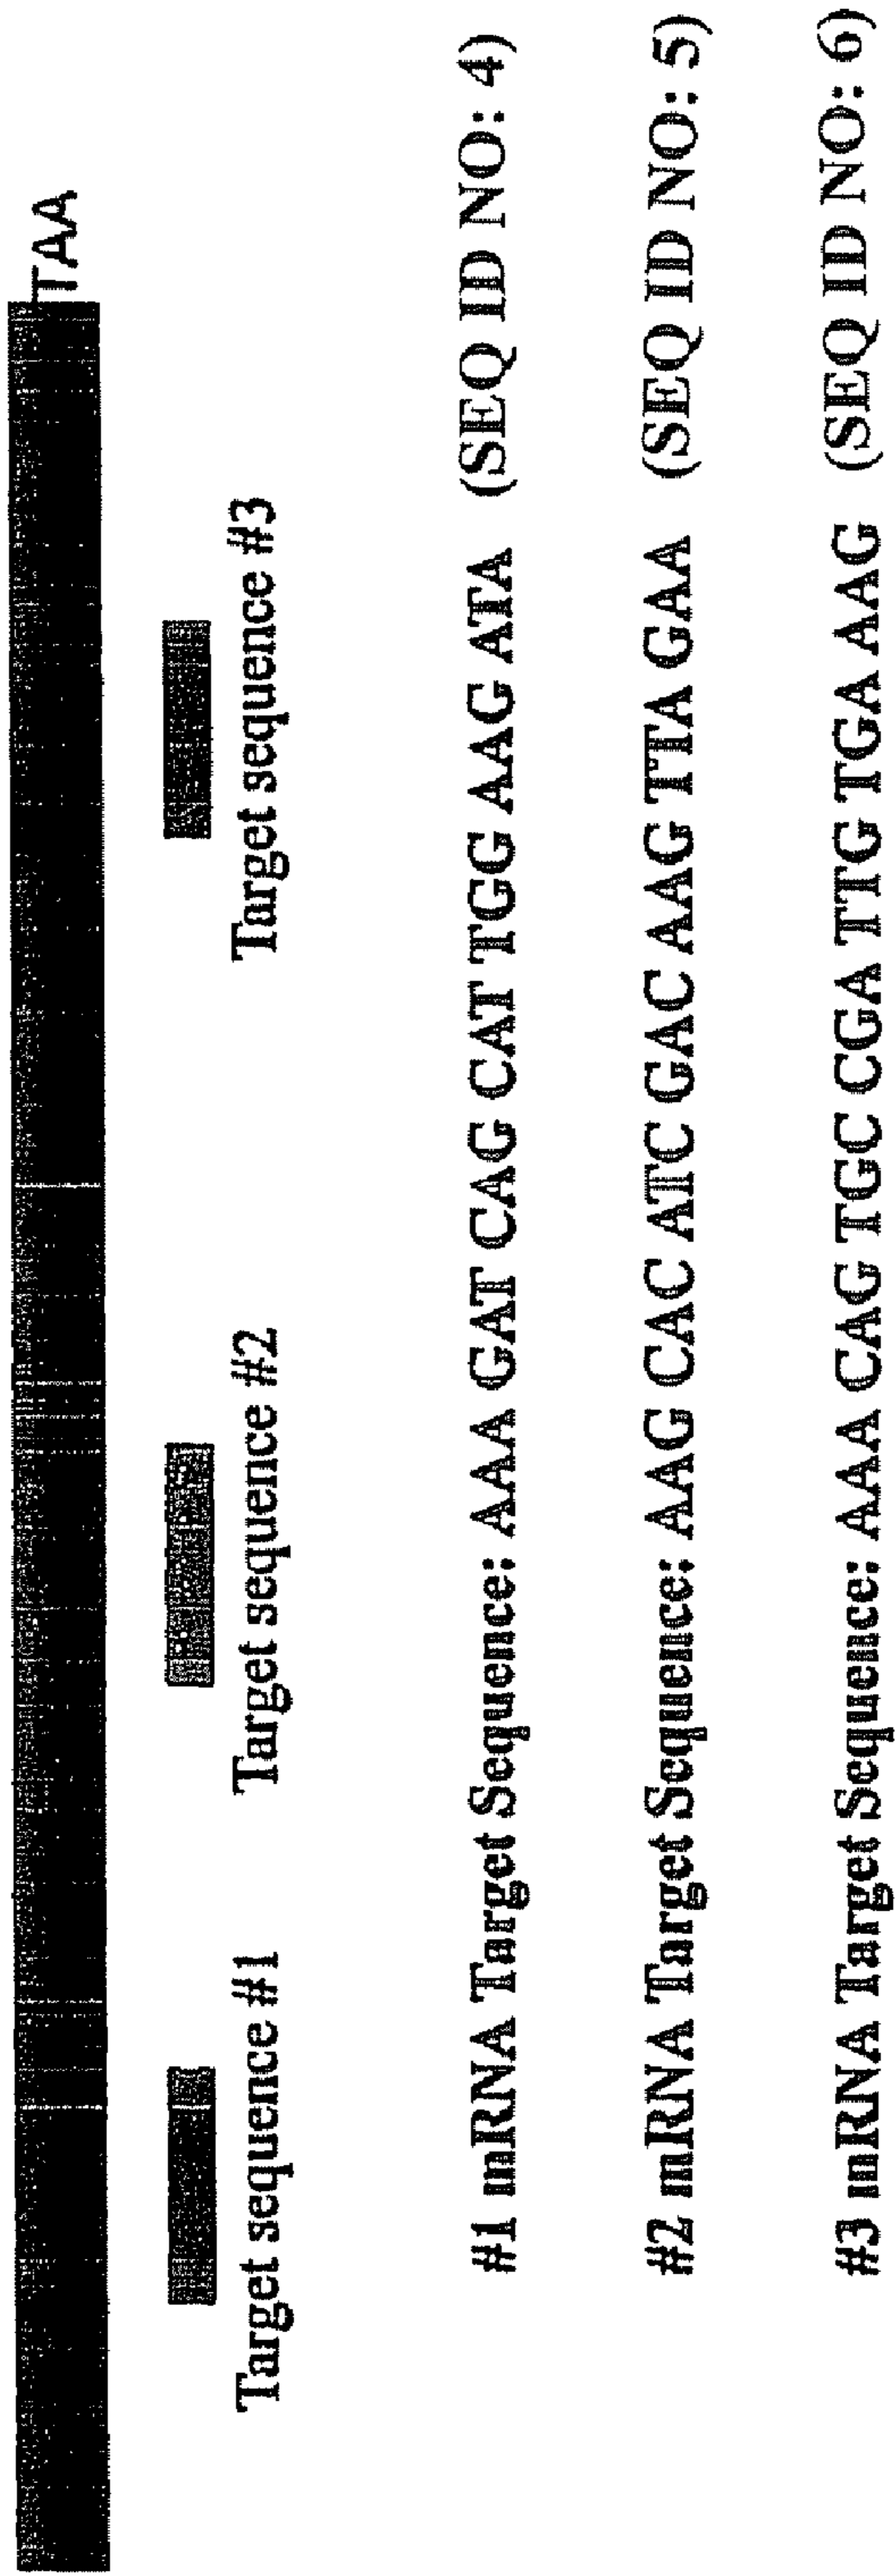 TAA
Target sequence #1
Target sequence #2
Target sequence #3
#1 mRNA Target Sequence: AAA GAT CAG CAT TGG AAG ATA (SEQ ID NO: 4)
#2 mRNA Target Sequence: AAG CAC ATC GAC AAG TTA GAA (SEQ ID NO: 5)
#3 mRNA Target Sequence: AAA CAG TGC CGA TTG TGA AAG (SEQ ID NO: 6)